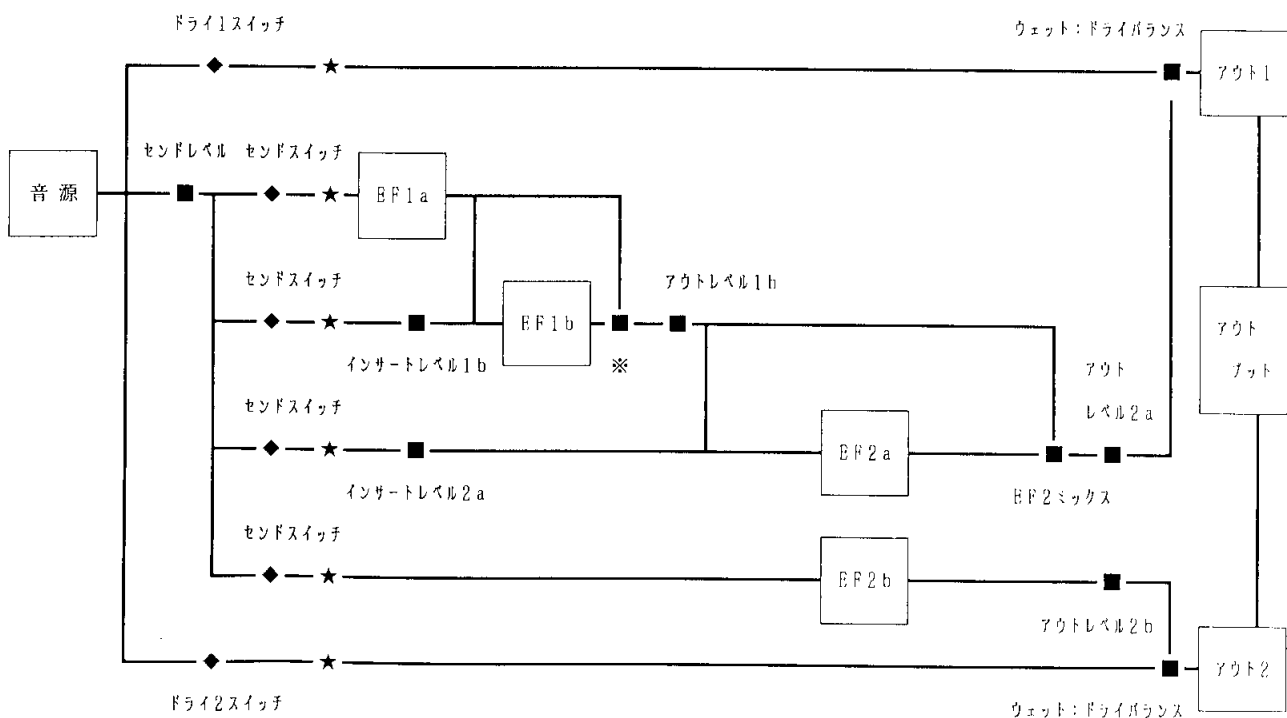 ドライ1スイッチ
ウェット:ドライバランス
アウト1
センドレベル
センドスイッチ
音源
EF1a
センドスイッチ
アウトレベル1b
EF1b
インサートレベル1b
※
アウト
プット
アウト
レベル2a
センドスイッチ
EF2a
インサートレベル2a
EF2ミックス
センドスイッチ
EF2b
アウトレベル2b
アウト2
ドライ2スイッチ
ウェット:ドライバランス